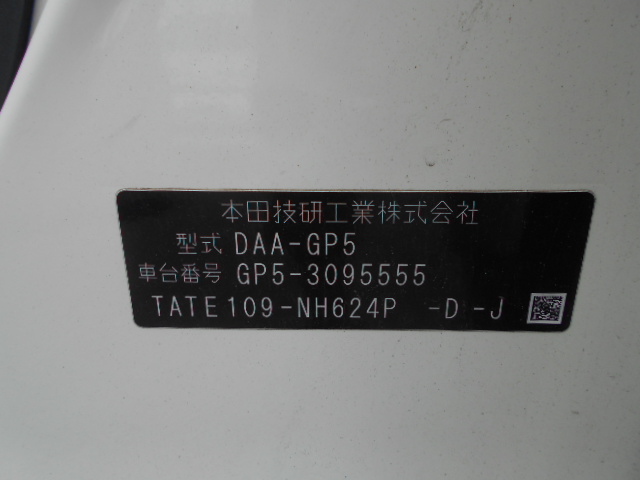 本田技研工業株式会社
型式 DAA-GP5
車台番号 GP5-3095555
TATE109-NH624P -D-J